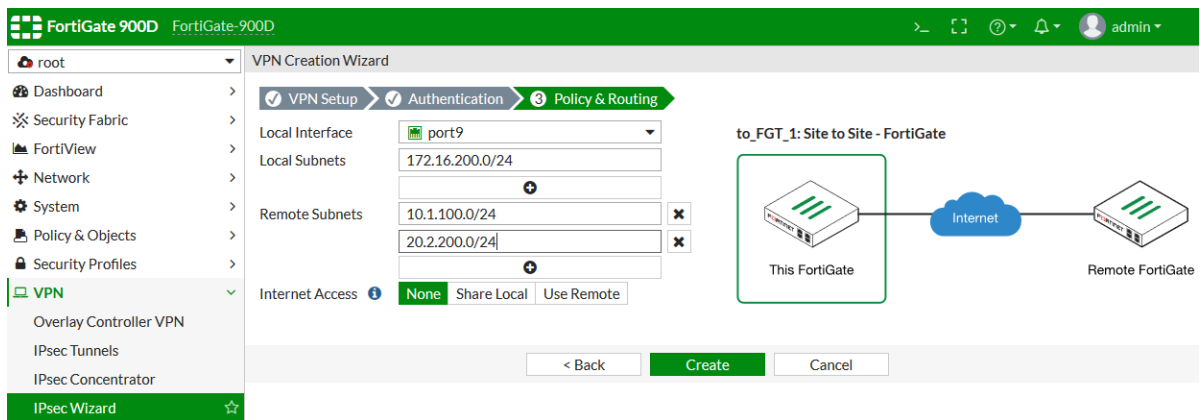 FortiGate 900D FortiGate-900D
>_ admin
root
VPN Creation Wizard
Dashboard
Security Fabric
FortiView
Network
System
Policy & Objects
Security Profiles
VPN
Overlay Controller VPN
IPsec Tunnels
IPsec Concentrator
IPsec Wizard
VPN Setup Authentication 3 Policy & Routing
Local Interface port9
Local Subnets 172.16.200.0/24
Remote Subnets 10.1.100.0/24
20.2.200.0/24
Internet Access None Share Local Use Remote
to_FGT_1: Site to Site - FortiGate
Internet
This FortiGate
Remote FortiGate
< Back Create Cancel